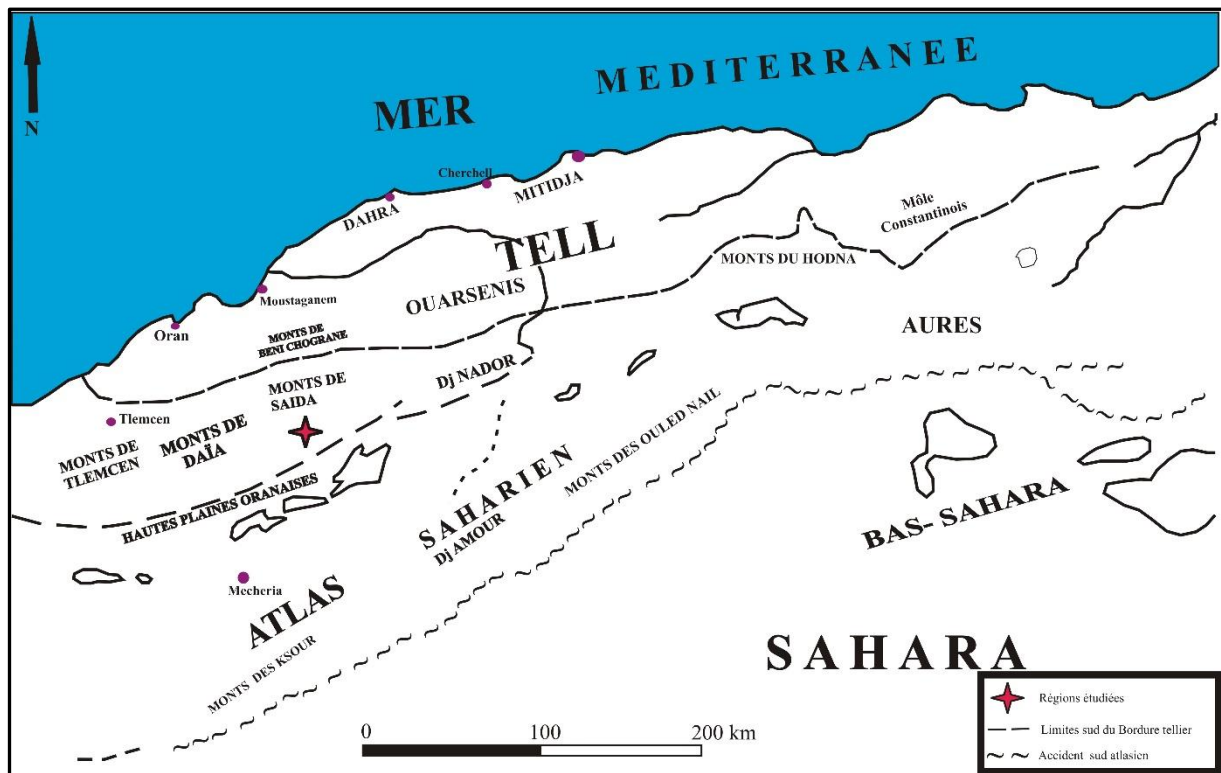 MEDITERRANEE
MER
N
Cherchell
MITIDJA
DAHRA
TELL
Môle
Constantinois
MONTS DU HODNA
Moustaganem
OUARSENIS
Oran
MONTS DE
BENI CHOGRANE
AURES
Dj NADOR
MONTS DE
SAIDA
Tlemcen
MONTS DE
TLEMCEN
MONTS DE
DAÏA
MONTS DES OULED NAIL
HAUTES PLAINES ORANAISES
SAHARIEN
Dj AMOUR
BAS- SAHARA
Mecheria
ATLAS
MONTS DES KSOUR
SAHARA
Régions étudiées
Limites sud du Bordure tellier
Accident sud atlasien
0 100 200 km